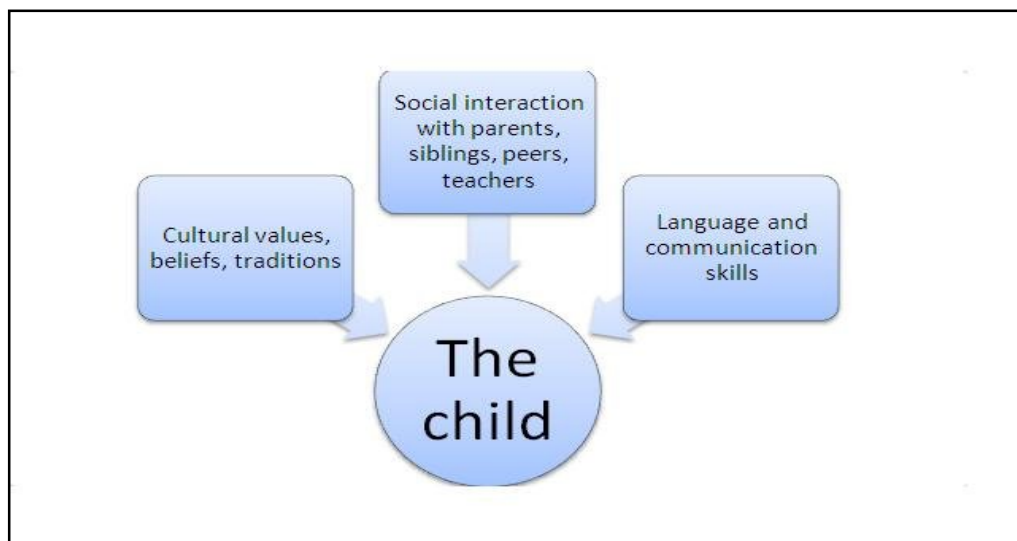 Social interaction
with parents,
siblings, peers,
teachers
Cultural values,
beliefs, traditions
Language and
communication
skills
The
child